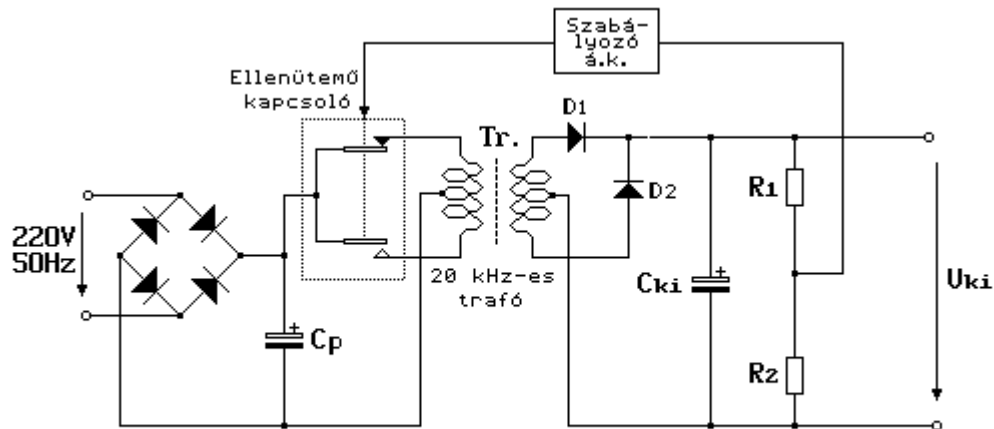 Szabá-
lyozó
á.k.
Ellenütemő
kapcsoló
D1
Tr.
D2
R1
220V
50Hz
20 kHz-es
trafó
Cki
Uki
Cp
R2
+
+